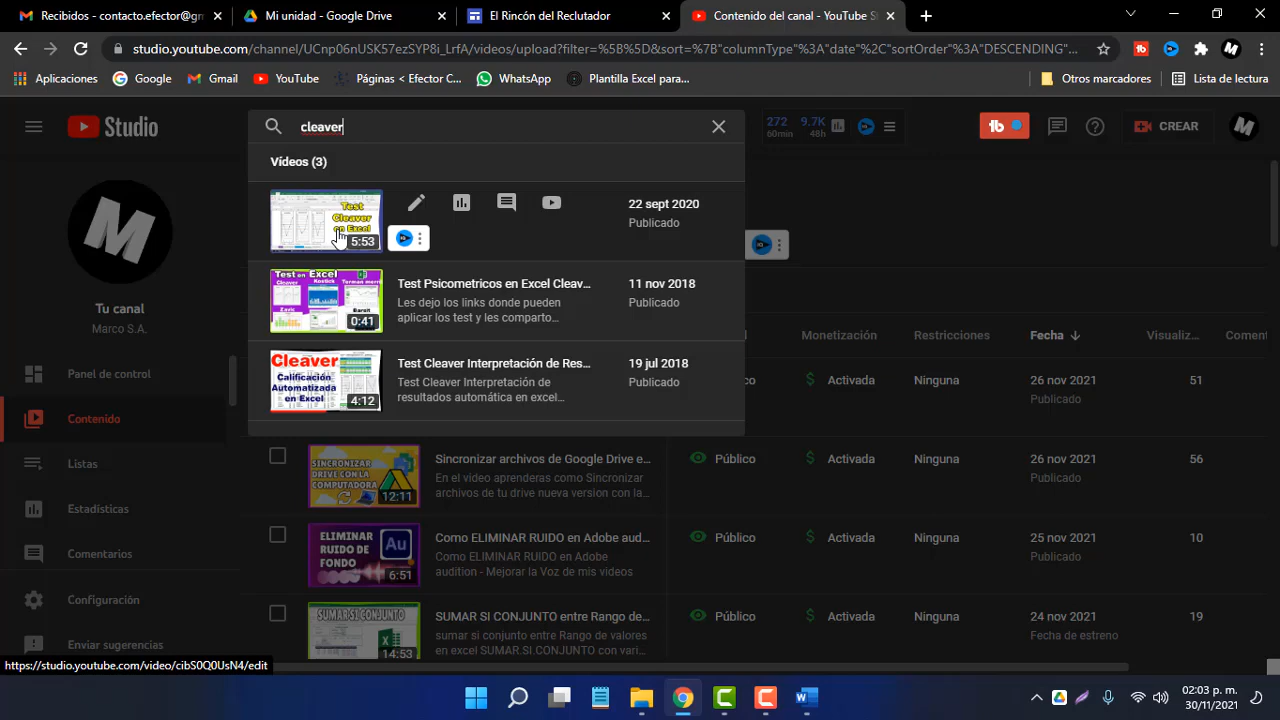 Recibidos - contacto.efector@gm
Mi unidad - Google Drive
El Rincón del Reclutador
Contenido del canal - YouTube S
studio.youtube.com/channel/UCnp06nUSK57ezSYP8i_LrfA/videos/upload?filter=%5B%5D&sort=%7B"columnType"%3A"date"%2C"sortOrder"%3A"DESCENDING"...
Aplicaciones
Google
Gmail
YouTube
Páginas < Efector C...
WhatsApp
Plantilla Excel para...
Otros marcadores
Lista de lectura
Studio
cleaver
272
60min
9.7K
48h
CREAR
Vídeos (3)
Test
Cleaver
en Excel
5:53
22 sept 2020
Publicado
Tu canal
Marco S.A.
Test en Excel
Cleaver
Kostick
Terman merri
Zavic
Barsit
0:41
Test Psicometricos Excel Cleav...
Les dejo los links donde pueden
aplicar los test y les comparto...
11 nov 2018
Publicado
Cleaver
Calificación
Automatizada
en Excel
4:12
Test Cleaver Interpretación de Res...
Test Cleaver Interpretación de
resultados y gráfica en excel...
19 jul 2018
Publicado
Panel de control
Contenido
Listas
Estadísticas
Comentarios
Configuración
Enviar sugerencias
Monetización
Restricciones
Fecha
Visualiz...
Comen
Activada
Ninguna
26 nov 2021
Publicado
51
SINCRONIZAR
DRIVE CON LA
COMPUTADORA
12:11
Sincronizar archivos de Google Drive e...
En el video aprenderas como Sincronizar
archivos de tu drive nueva version con la...
Público
Activada
Ninguna
26 nov 2021
Publicado
56
ELIMINAR
RUIDO DE
FONDO
Au
6:51
Como ELIMINAR RUIDO en Adobe aud...
Como ELIMINAR RUIDO en Adobe
audition - Mejorar la Voz de mis videos
Público
Activada
Ninguna
25 nov 2021
Publicado
10
SUMAR.SI CONJUNTO
14:53
SUMAR SI CONJUNTO entre Rango de...
sumar si conjunto entre Rango de valores
en excel SUMAR.SI CONJUNTO con vari...
Público
Activada
Ninguna
24 nov 2021
Fecha de estreno
19
https://studio.youtube.com/video/cibS0Q0UsN4/edit
02:03 p. m.
30/11/2021